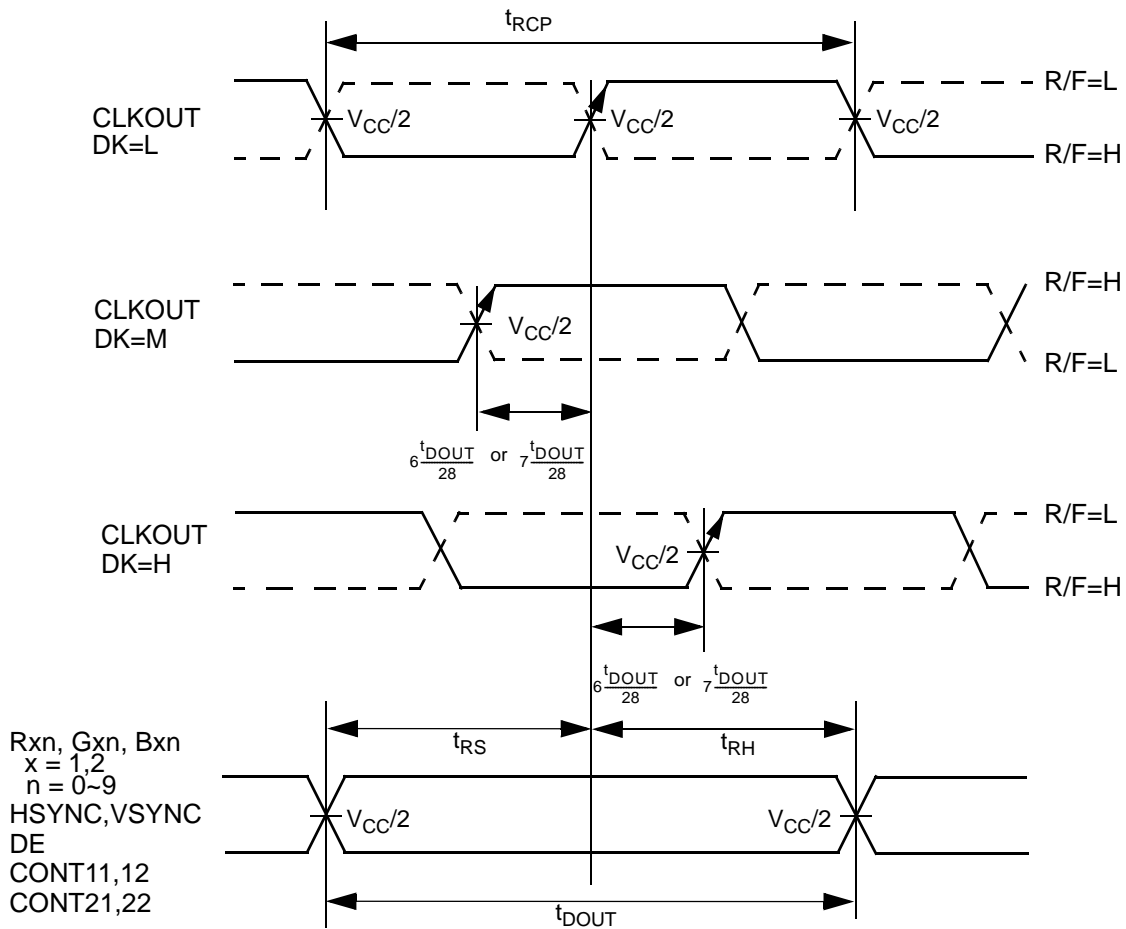 tRCP
R/F=L
CLKOUT
DK=L
VCC/2
VCC/2
VCC/2
R/F=H
CLKOUT
DK=M
R/F=H
VCC/2
R/F=L
6 tDOUT/28 or 7 tDOUT/28
CLKOUT
DK=H
R/F=L
VCC/2
R/F=H
6 tDOUT/28 or 7 tDOUT/28
tRS
tRH
Rxn, Gxn, Bxn
x = 1,2
n = 0~9
HSYNC,VSYNC
DE
CONT11,12
CONT21,22
VCC/2
VCC/2
tDOUT